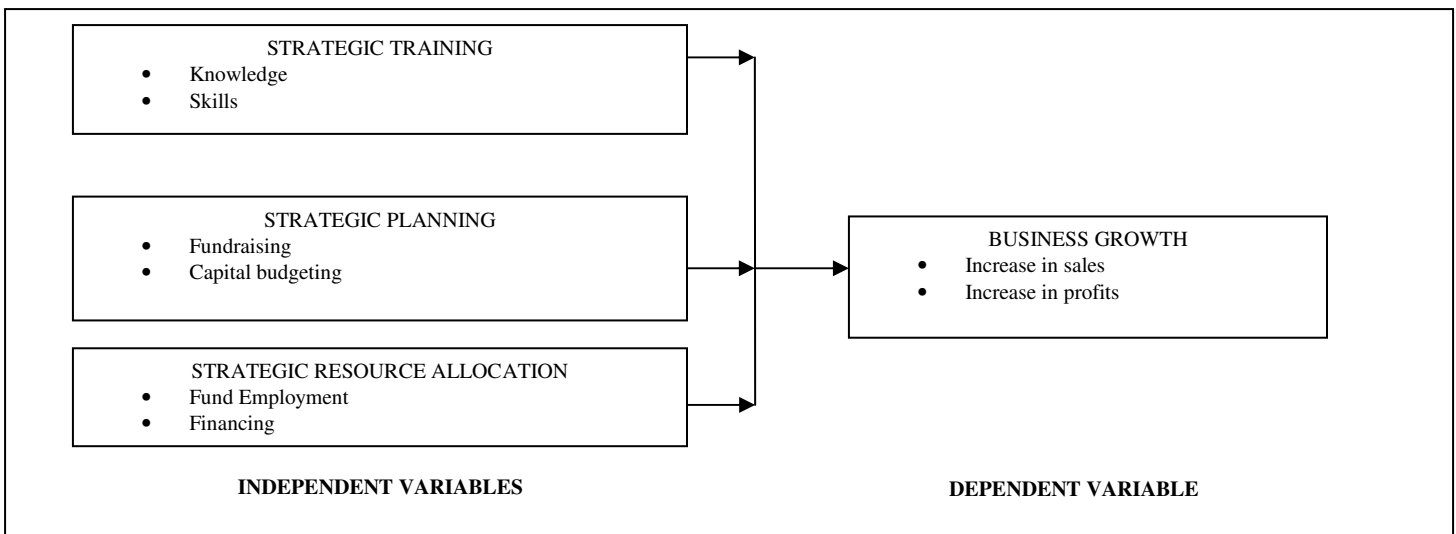 STRATEGIC TRAINING
• Knowledge
• Skills
STRATEGIC PLANNING
• Fundraising
• Capital budgeting
STRATEGIC RESOURCE ALLOCATION
• Fund Employment
• Financing
INDEPENDENT VARIABLES
BUSINESS GROWTH
• Increase in sales
• Increase in profits
DEPENDENT VARIABLE